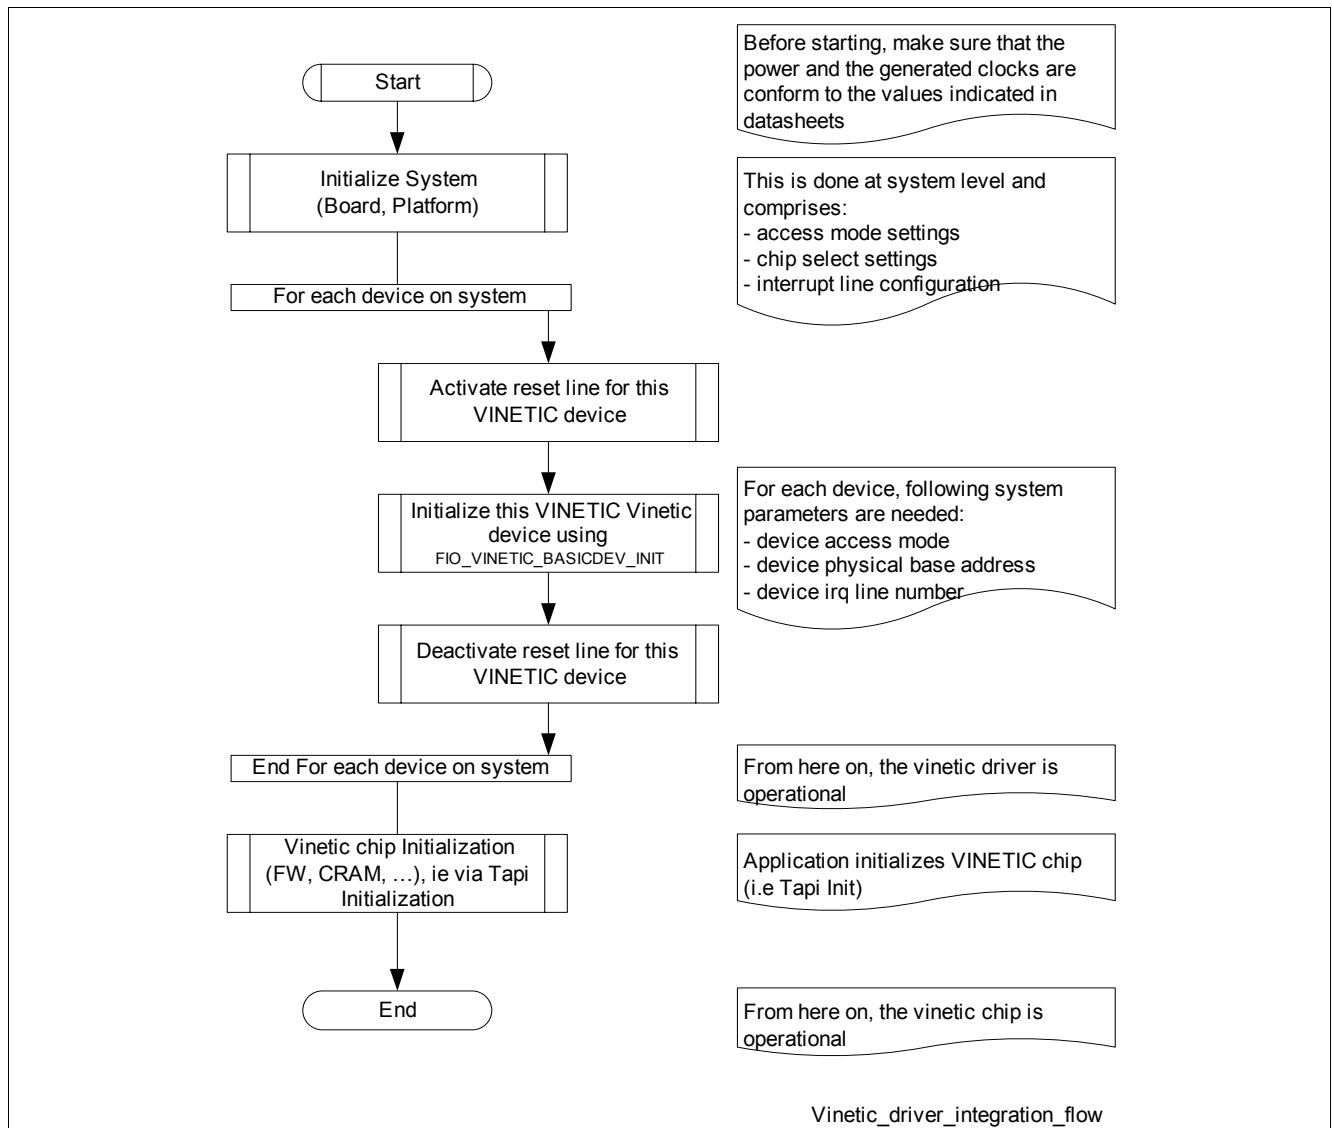 Start
Before starting, make sure that the
power and the generated clocks are
conform to the values indicated in
datasheets
Initialize System
(Board, Platform)
This is done at system level and
comprises:
- access mode settings
- chip select settings
- interrupt line configuration
For each device on system
Activate reset line for this
VINETIC device
Initialize this VINETIC Vinetic
device using
FIO_VINETIC_BASICDEV_INIT
For each device, following system
parameters are needed:
- device access mode
- device physical base address
- device irq line number
Deactivate reset line for this
VINETIC device
End For each device on system
From here on, the vinetic driver is
operational
Vinetic chip Initialization
(FW, CRAM, …), ie via Tapi
Initialization
Application initializes VINETIC chip
(i.e Tapi Init)
End
From here on, the vinetic chip is
operational
Vinetic_driver_integration_flow